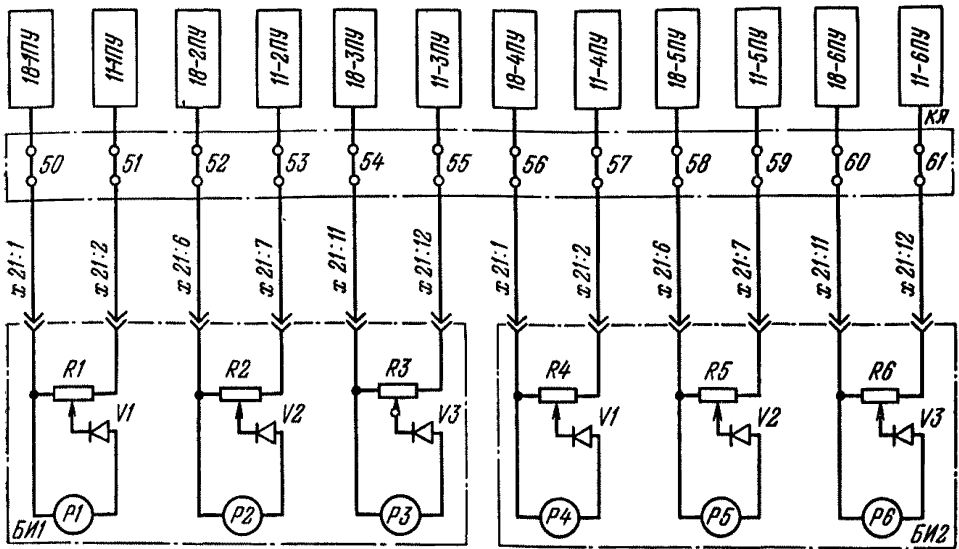 18-1ПУ 11-1ПУ 18-2ПУ 11-2ПУ 18-3ПУ 11-3ПУ 18-4ПУ 11-4ПУ 18-5ПУ 11-5ПУ 18-6ПУ 11-6ПУ
КЯ
50 51 52 53 54 55 56 57 58 59 60 61
х 21:1 х 21:2 х 21:6 х 21:7 х 21:11 х 21:12 х 21:1 х 21:2 х 21:6 х 21:7 х 21:11 х 21:12
R1 R2 R3 R4 R5 R6
V1 V2 V3 V1 V2 V3
P1 P2 P3 P4 P5 P6
БИ1 БИ2